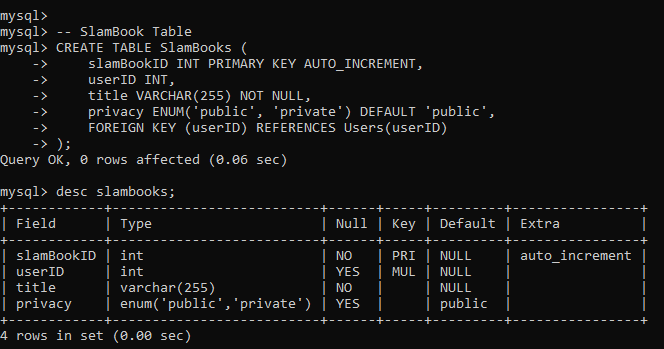 mysql>
mysql> -- SlamBook Table
mysql> CREATE TABLE SlamBooks (
    ->     slamBookID INT PRIMARY KEY AUTO_INCREMENT,
    ->     userID INT,
    ->     title VARCHAR(255) NOT NULL,
    ->     privacy ENUM('public', 'private') DEFAULT 'public',
    ->     FOREIGN KEY (userID) REFERENCES Users(userID)
    -> );
Query OK, 0 rows affected (0.06 sec)

mysql> desc slambooks;
+------------+--------------------------+------+-----+---------+----------------+
| Field      | Type                     | Null | Key | Default | Extra          |
+------------+--------------------------+------+-----+---------+----------------+
| slamBookID | int                      | NO   | PRI | NULL    | auto_increment |
| userID     | int                      | YES  | MUL | NULL    |                |
| title      | varchar(255)             | NO   |     | NULL    |                |
| privacy    | enum('public','private') | YES  |     | public  |                |
+------------+--------------------------+------+-----+---------+----------------+
4 rows in set (0.00 sec)